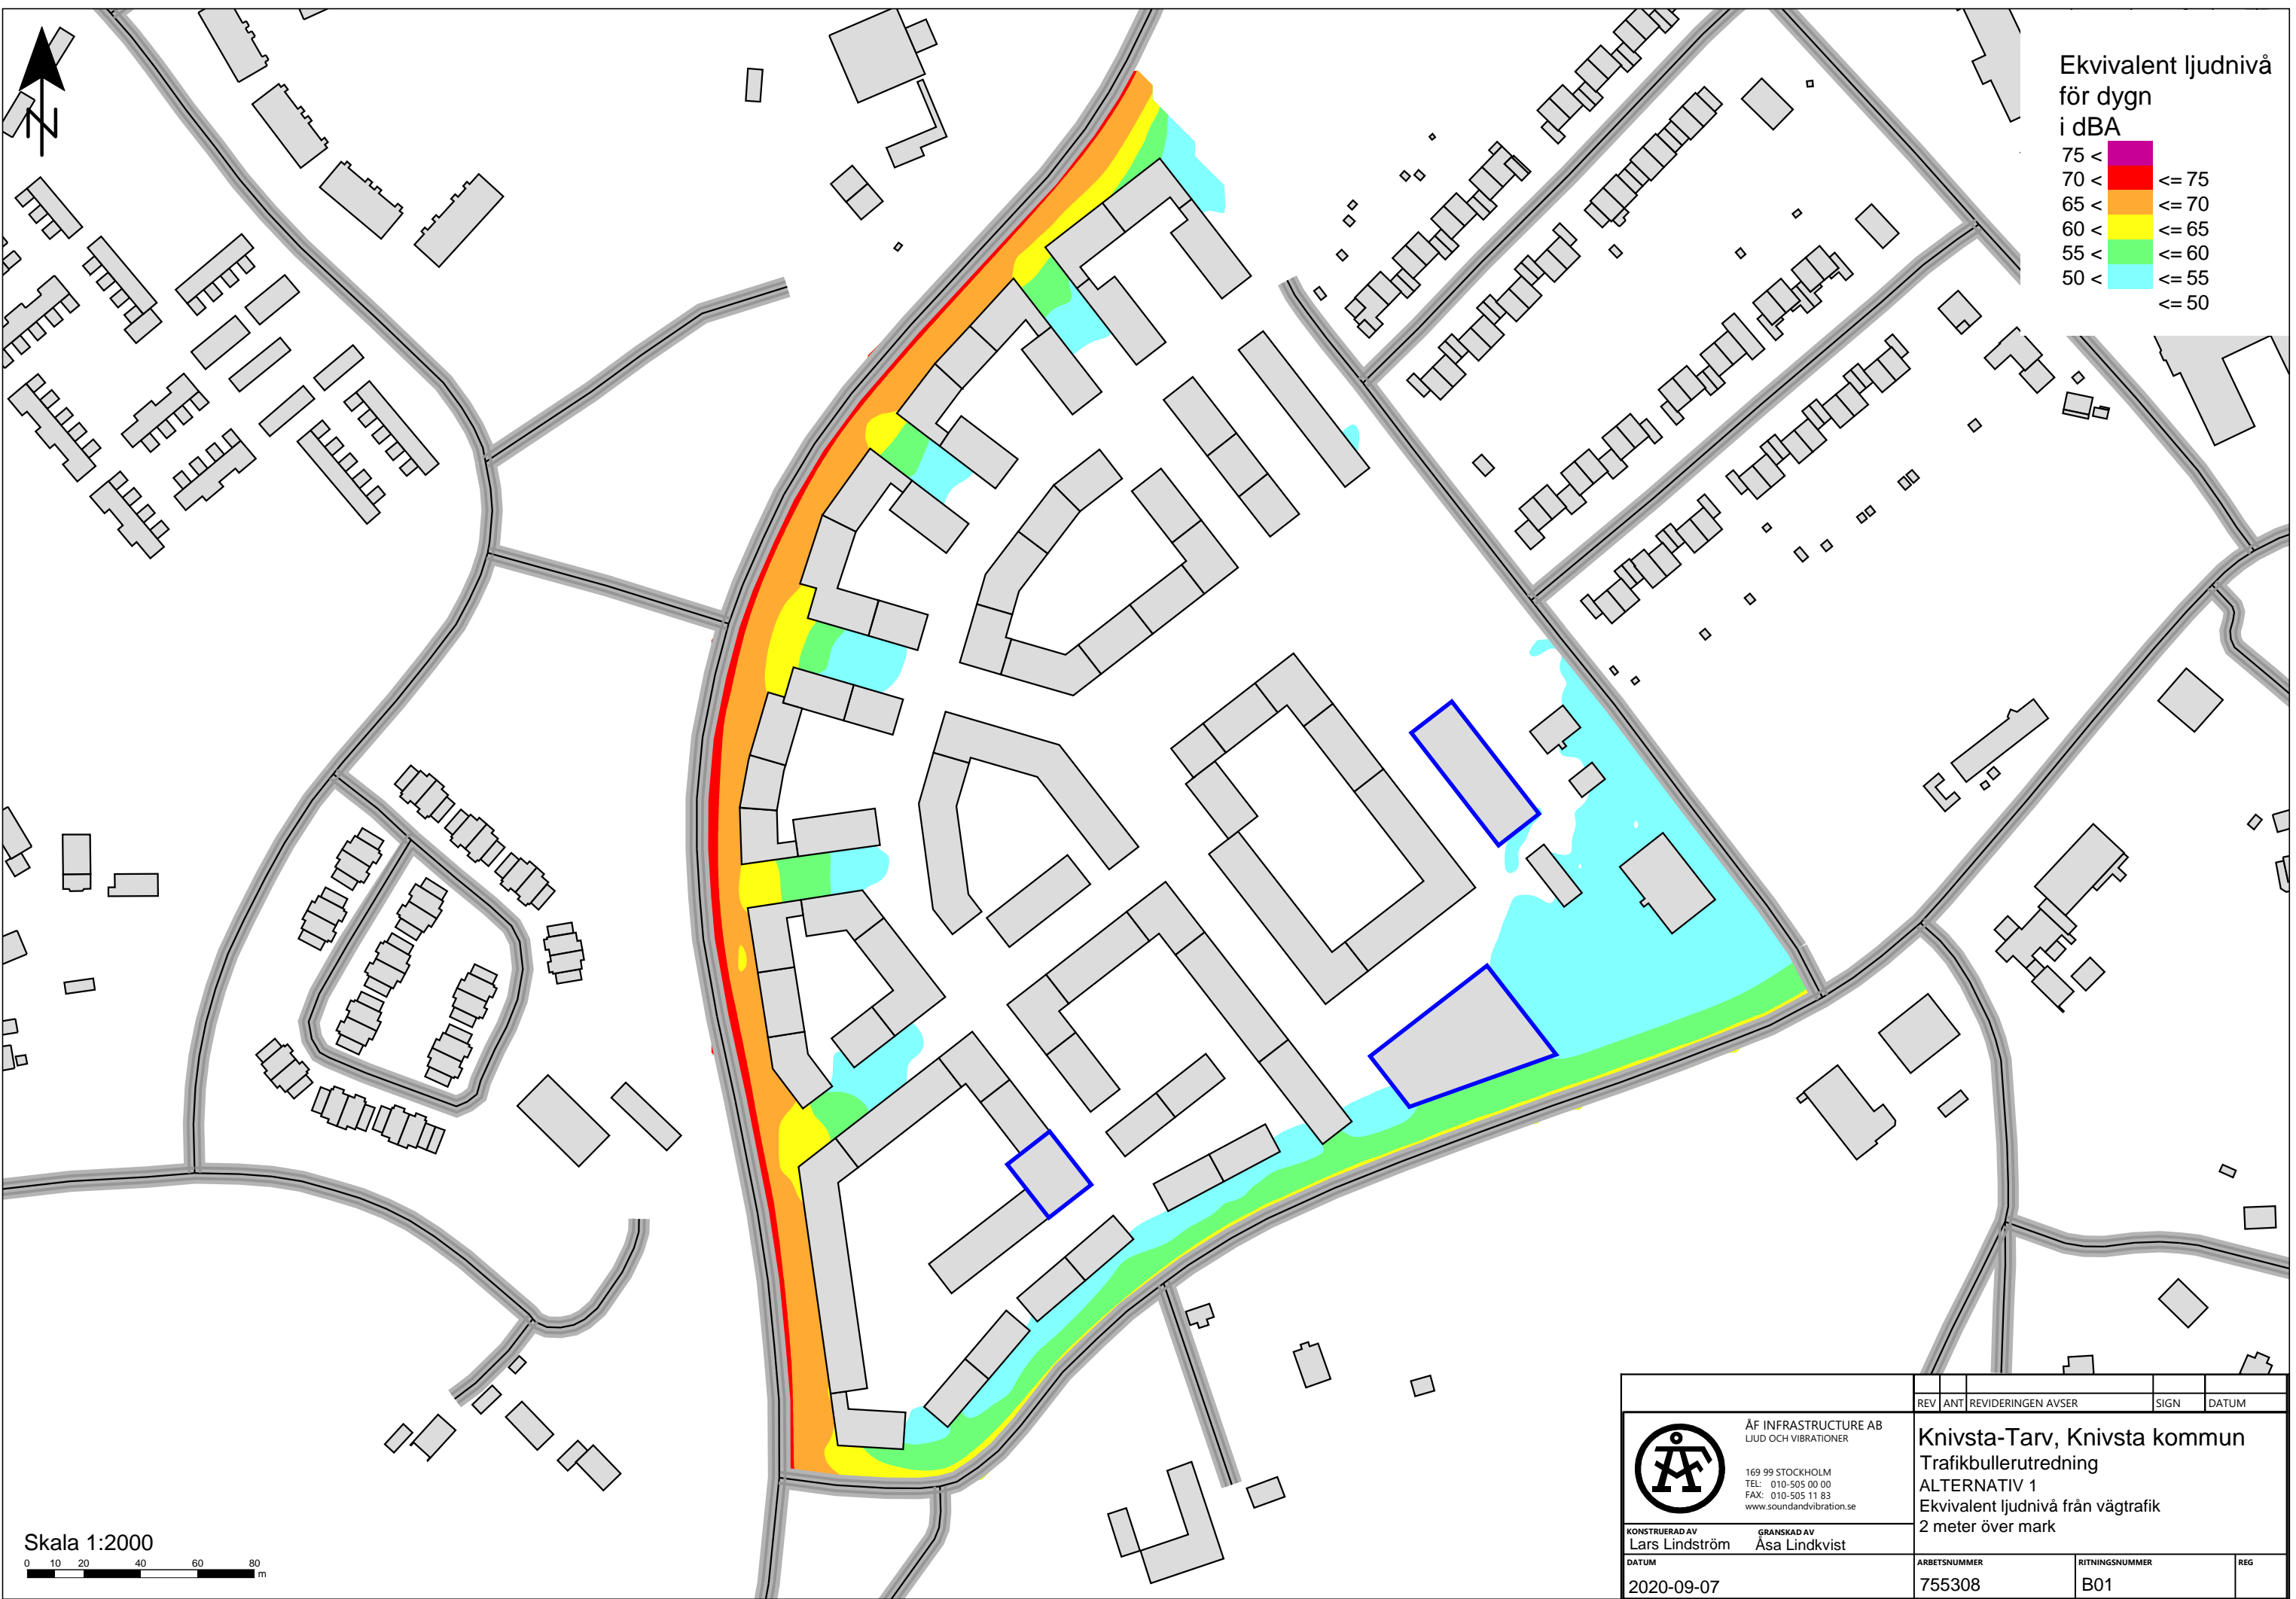 N
Ekvivalent ljudnivå
för dygn
i dBA
75 <
70 < <= 75
65 < <= 70
60 < <= 65
55 < <= 60
50 < <= 55
<= 50
Skala 1:2000
0 10 20 40 60 80
m
REV ANT REVIDERINGEN AVSER SIGN DATUM
ÅF INFRASTRUCTURE AB
LJUD OCH VIBRATIONER
169 99 STOCKHOLM
TEL: 010-505 00 00
FAX: 010-505 11 83
www.soundandvibration.se
Knivsta-Tarv, Knivsta kommun
Trafikbullerutredning
ALTERNATIV 1
Ekvivalent ljudnivå från vägtrafik
2 meter över mark
KONSTRUERAD AV GRANSKAD AV
Lars Lindström Åsa Lindkvist
DATUM ARBETSNUMMER RITNINGSNUMMER REG
2020-09-07 755308 B01